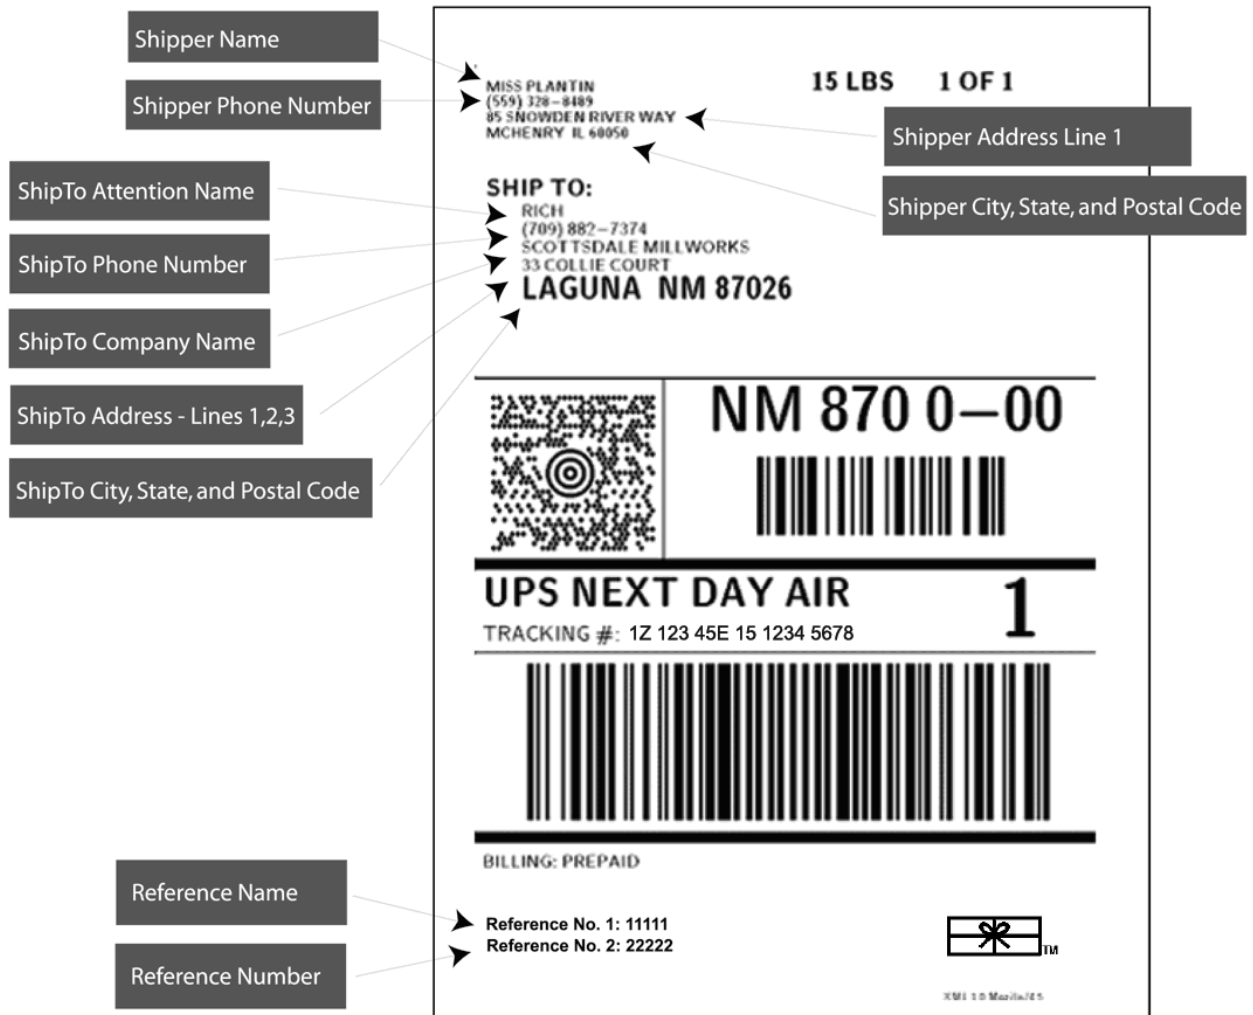 Shipper Name
Shipper Phone Number
MISS PLANTIN
(559) 328-8489
85 SNOWDEN RIVER WAY
MCHENRY IL 60050
15 LBS 1 OF 1
Shipper Address Line 1
Shipper City, State, and Postal Code
ShipTo Attention Name
ShipTo Phone Number
ShipTo Company Name
ShipTo Address - Lines 1,2,3
ShipTo City, State, and Postal Code
SHIP TO:
RICH
(709) 882-7374
SCOTTSDALE MILLWORKS
33 COLLIE COURT
LAGUNA NM 87026
NM 870 0-00
UPS NEXT DAY AIR
1
TRACKING #: 1Z 123 45E 15 1234 5678
BILLING: PREPAID
Reference Name
Reference Number
Reference No. 1: 11111
Reference No. 2: 22222
TM